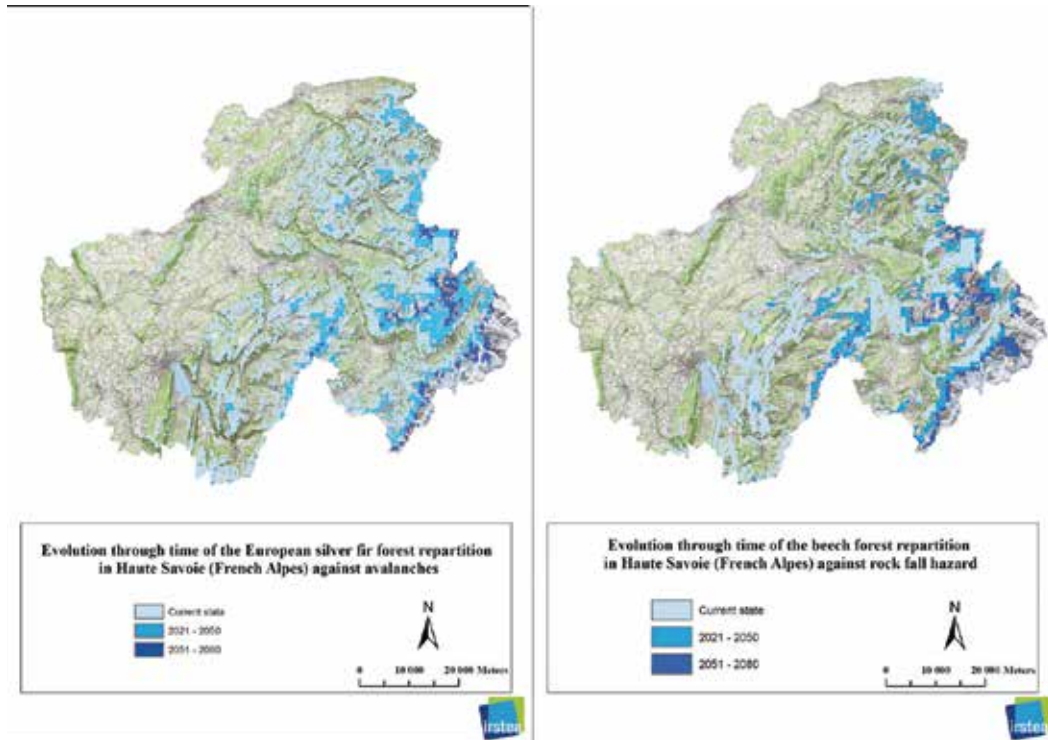 Evolution through time of the European silver fir forest repartition
in Haute Savoie (French Alpes) against avalanches
Current state
2021 - 2050
2051 - 2080
N
0 10 000 20 000 Meters
irstea
Evolution through time of the beech forest repartition
in Haute Savoie (French Alpes) against rock fall hazard
Current state
2021 - 2050
2051 - 2080
N
0 10 000 20 000 Meters
irstea